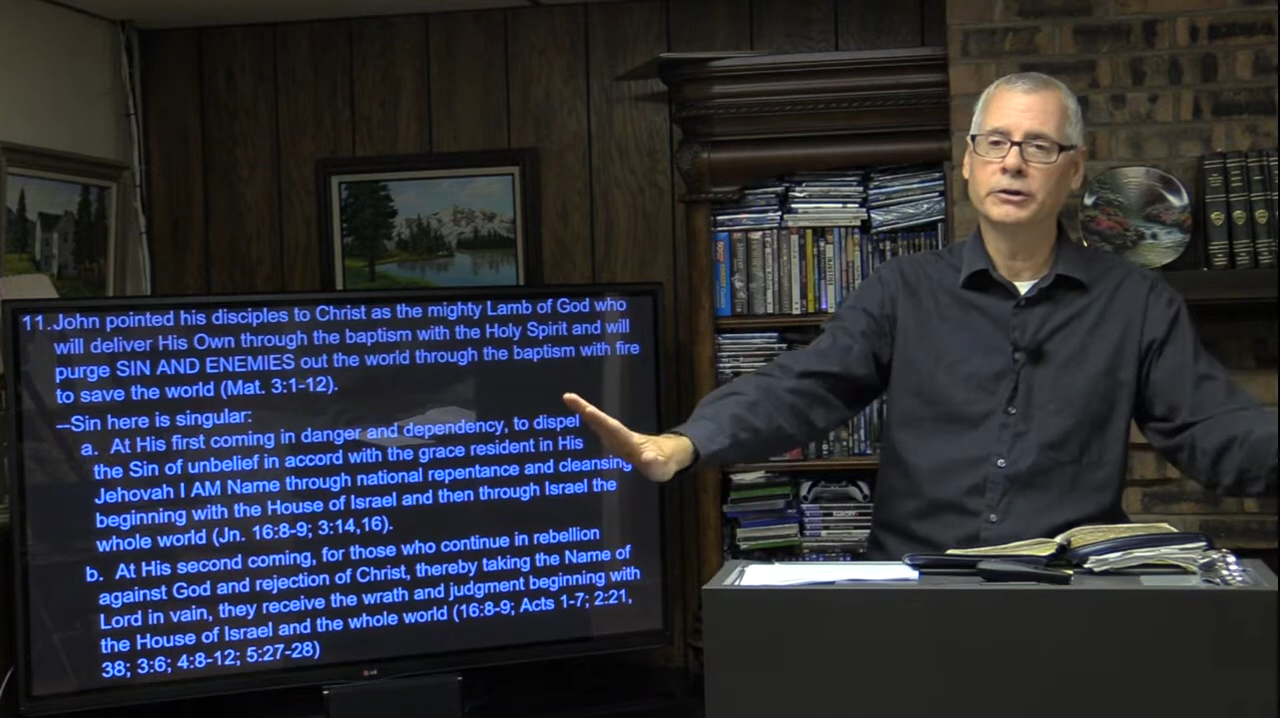 11. John pointed his disciples to Christ as the mighty Lamb of God who
will deliver His Own through the baptism with the Holy Spirit and will
purge SIN AND ENEMIES out the world through the baptism with fire
to save the world (Mat. 3:1-12).
--Sin here is singular:
a. At His first coming in danger and dependency, to dispel
the Sin of unbelief in accord with the grace resident in His
Jehovah I AM Name through national repentance and cleansing
beginning with the House of Israel and then through Israel the
whole world (Jn. 16:8-9; 3:14,16).
b. At His second coming, for those who continue in rebellion
against God and rejection of Christ, thereby taking the Name of
Lord in vain, they receive the wrath and judgment beginning with
the House of Israel and the whole world (16:8-9; Acts 1-7; 2:21,
38; 3:6; 4:8-12; 5:27-28)
LG